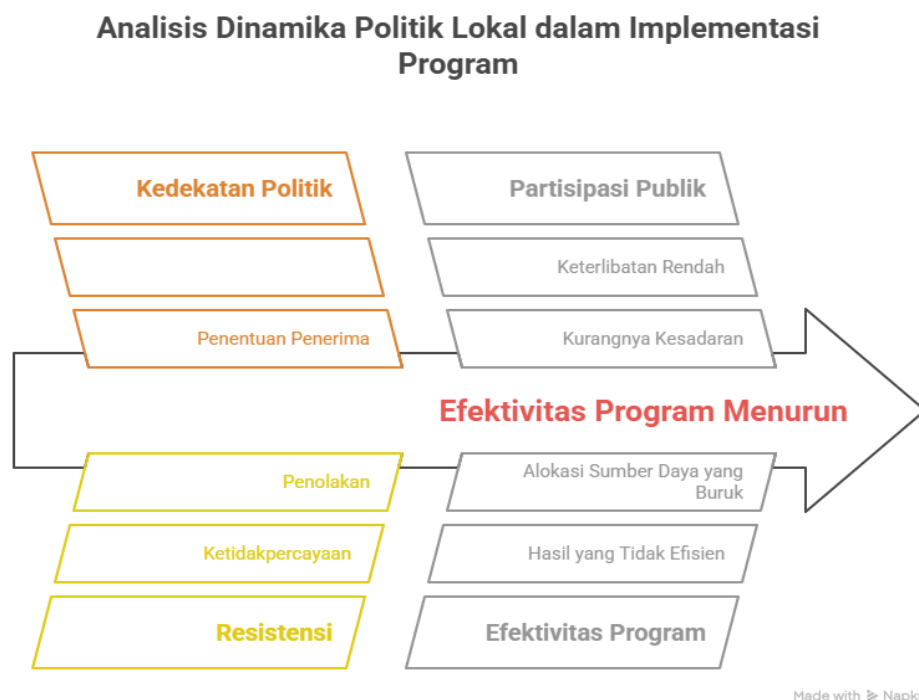 Analisis Dinamika Politik Lokal dalam Implementasi
Program
Kedekatan Politik
Partisipasi Publik
Keterlibatan Rendah
Penentuan Penerima
Kurangnya Kesadaran
Efektivitas Program Menurun
Penolakan
Alokasi Sumber Daya yang
Buruk
Ketidakpercayaan
Hasil yang Tidak Efisien
Resistensi
Efektivitas Program
Made with Napk